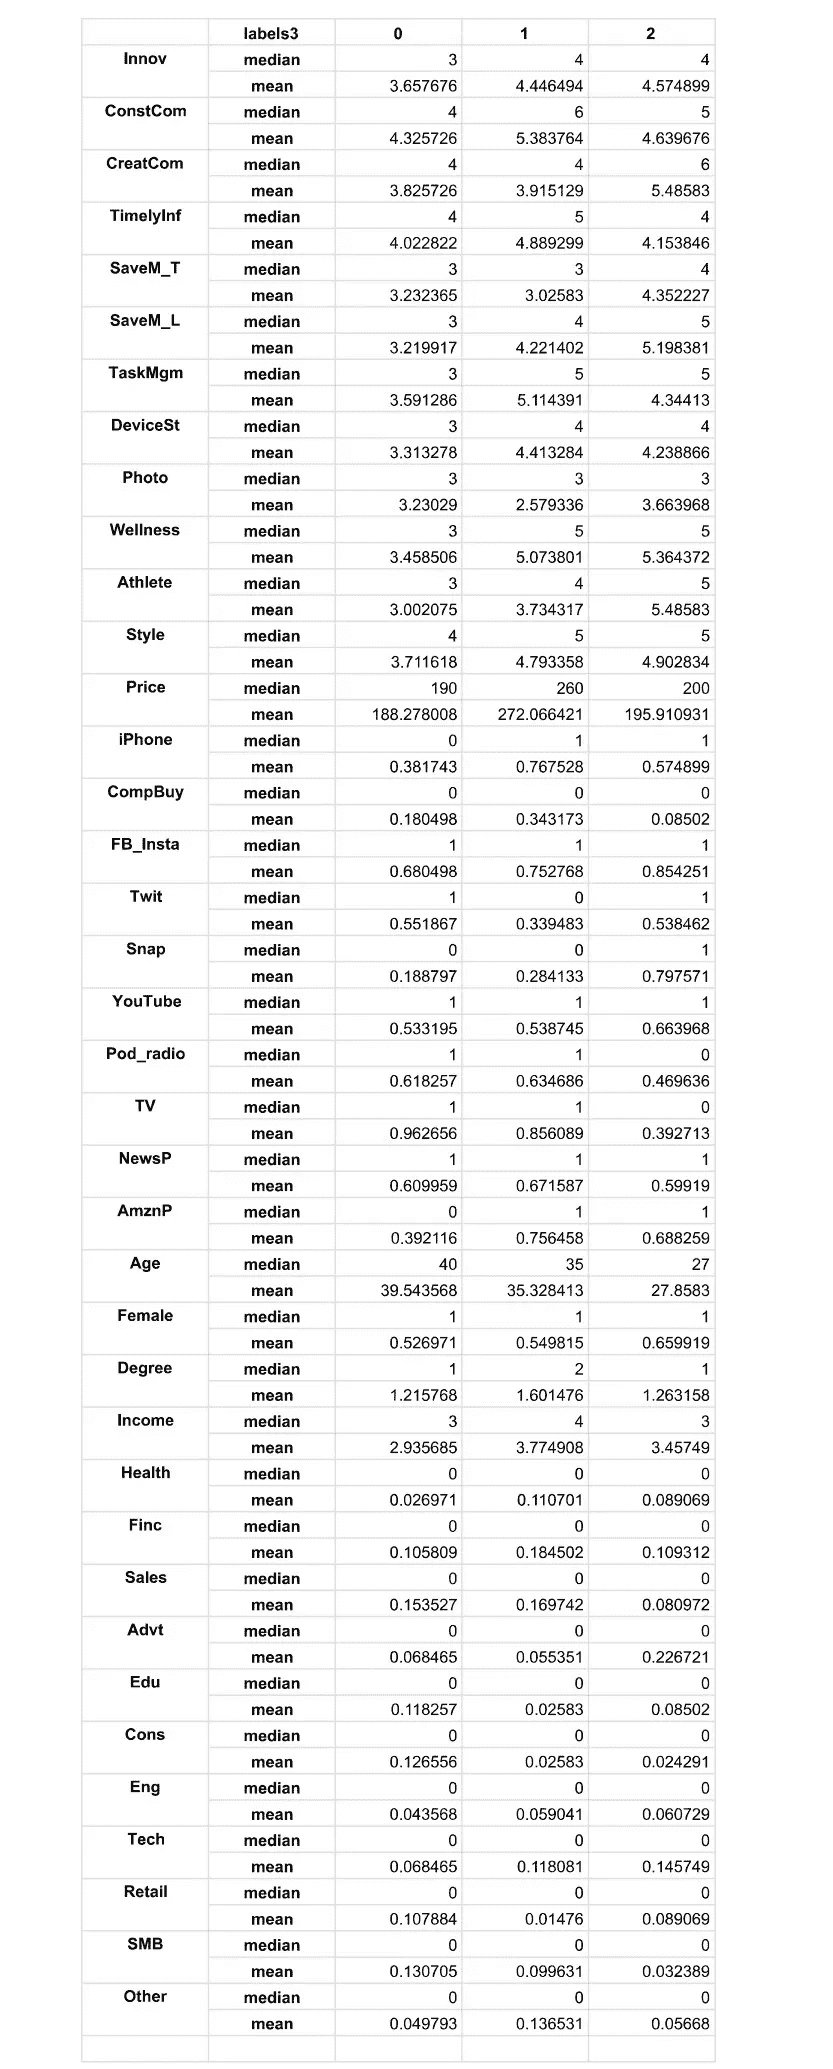 labels3 0 1 2
Innov median 3 4 4
mean 3.657676 4.446494 4.574899
ConstCom median 4 6 5
mean 4.325726 5.383764 4.639676
CreatCom median 4 4 6
mean 3.825726 3.915129 5.48583
TimelyInf median 4 5 4
mean 4.022822 4.889299 4.153846
SaveM_T median 3 3 4
mean 3.232365 3.02583 4.352227
SaveM_L median 3 4 5
mean 3.219917 4.221402 5.198381
TaskMgm median 3 5 5
mean 3.591286 5.114391 4.34413
DeviceSt median 3 4 4
mean 3.313278 4.413284 4.238866
Photo median 3 3 3
mean 3.23029 2.579336 3.663968
Wellness median 3 5 5
mean 3.458506 5.073801 5.364372
Athlete median 3 4 5
mean 3.002075 3.734317 5.48583
Style median 4 5 5
mean 3.711618 4.793358 4.902834
Price median 190 260 200
mean 188.278008 272.066421 195.910931
iPhone median 0 1 1
mean 0.381743 0.767528 0.574899
CompBuy median 0 0 0
mean 0.180498 0.343173 0.08502
FB_Insta median 1 1 1
mean 0.680498 0.752768 0.854251
Twit median 1 0 1
mean 0.551867 0.339483 0.538462
Snap median 0 0 1
mean 0.188797 0.284133 0.797571
YouTube median 1 1 1
mean 0.533195 0.538745 0.663968
Pod_radio median 1 1 0
mean 0.618257 0.634686 0.469636
TV median 1 1 0
mean 0.962656 0.856089 0.392713
NewsP median 1 1 1
mean 0.609959 0.671587 0.59919
AmznP median 0 1 1
mean 0.392116 0.756458 0.688259
Age median 40 35 27
mean 39.543568 35.328413 27.8583
Female median 1 1 1
mean 0.526971 0.549815 0.659919
Degree median 1 2 1
mean 1.215768 1.601476 1.263158
Income median 3 4 3
mean 2.935685 3.774908 3.45749
Health median 0 0 0
mean 0.026971 0.110701 0.089069
Finc median 0 0 0
mean 0.105809 0.184502 0.109312
Sales median 0 0 0
mean 0.153527 0.169742 0.080972
Advt median 0 0 0
mean 0.068465 0.055351 0.226721
Edu median 0 0 0
mean 0.118257 0.02583 0.08502
Cons median 0 0 0
mean 0.126556 0.02583 0.024291
Eng median 0 0 0
mean 0.043568 0.059041 0.060729
Tech median 0 0 0
mean 0.068465 0.118081 0.145749
Retail median 0 0 0
mean 0.107884 0.01476 0.089069
SMB median 0 0 0
mean 0.130705 0.099631 0.032389
Other median 0 0 0
mean 0.049793 0.136531 0.05668